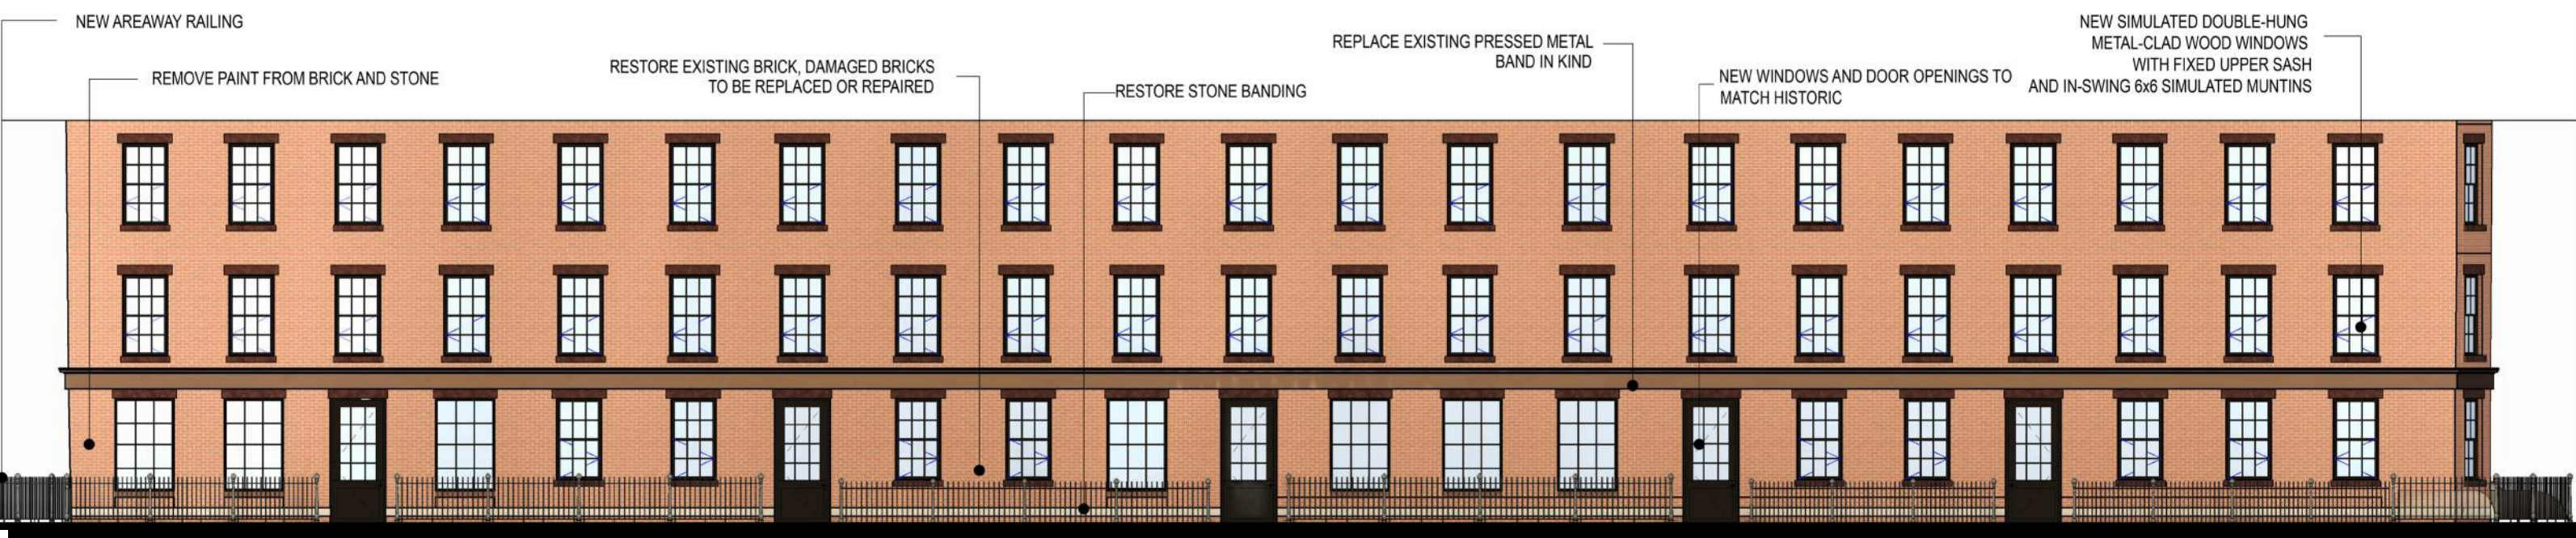 NEW AREAWAY RAILING
REMOVE PAINT FROM BRICK AND STONE
RESTORE EXISTING BRICK, DAMAGED BRICKS
TO BE REPLACED OR REPAIRED
RESTORE STONE BANDING
REPLACE EXISTING PRESSED METAL
BAND IN KIND
NEW WINDOWS AND DOOR OPENINGS TO
MATCH HISTORIC
NEW SIMULATED DOUBLE-HUNG
METAL-CLAD WOOD WINDOWS
WITH FIXED UPPER SASH
AND IN-SWING 6x6 SIMULATED MUNTINS